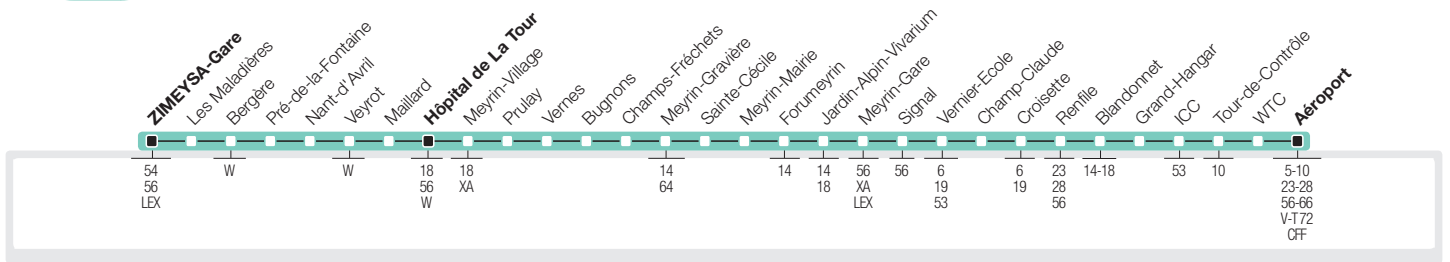 ZIMEYSA-Gare
Les Maladières
Bergère
Pré-de-la-Fontaine
Nant-d'Avril
Veyrot
Maillard
Hôpital de La Tour
Meyrin-Village
Prulay
Vernes
Bugnons
Champs-Fréchets
Meyrin-Gravière
Sainte-Cécile
Meyrin-Mairie
Forumeyrin
Jardin-Alpin-Vivarium
Meyrin-Gare
Signal
Vernier-Ecole
Champ-Claude
Croisette
Renfile
Blandonnet
Grand-Hangar
ICC
Tour-de-Contrôle
WTC
Aéroport
54
56
LEX
W
W
18
56
W
18
XA
14
64
14
14
18
56
XA
LEX
56
6
19
53
6
19
23
28
56
14-18
53
10
5-10
23-28
56-66
V-T72
CFF